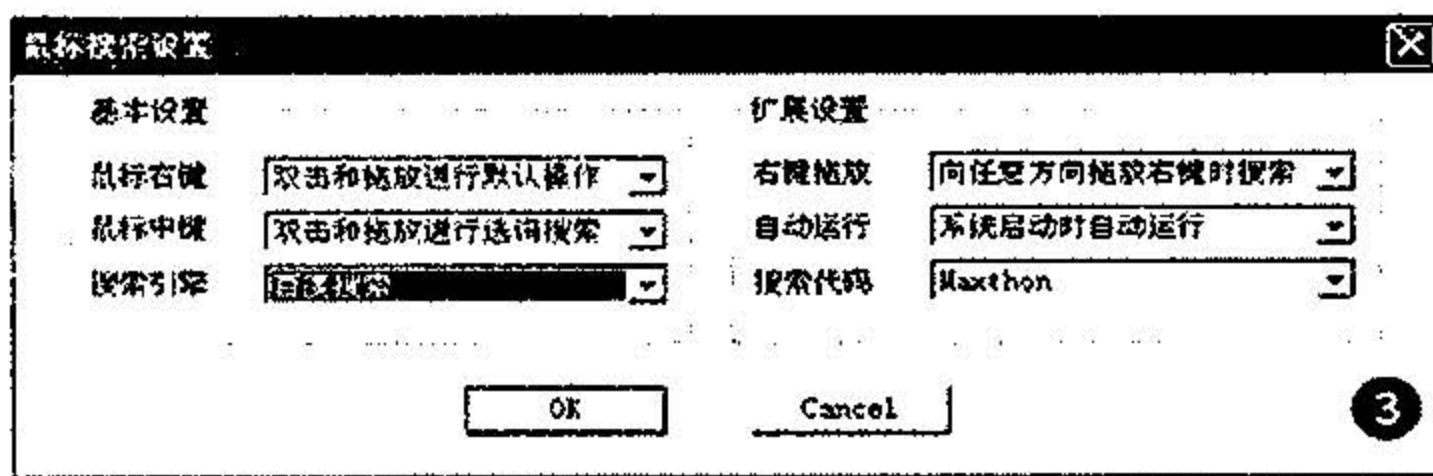 鼠标搜索设置
基本设置
鼠标右键 双击和拖放进行默认操作
鼠标中键 双击和拖放进行选词搜索
搜索引擎
扩展设置
右键拖放 向任意方向拖放右键时搜索
自动运行 系统启动时自动运行
搜索代码 Maxthon
OK Cancel
3